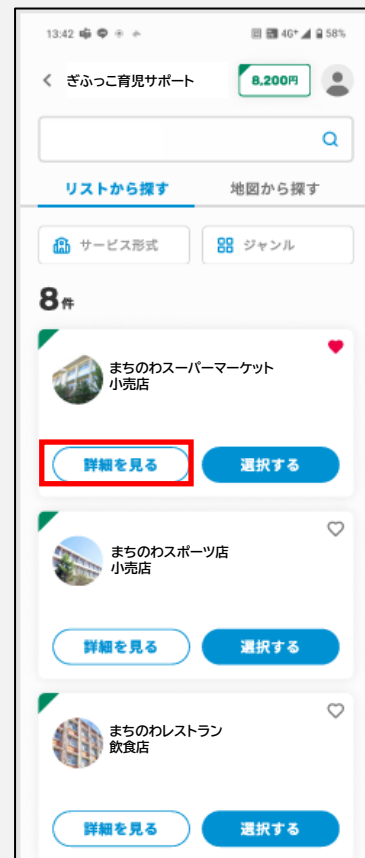 13:42 4G+ 58%
ぎふっこ育児サポート 8,200円
リストから探す 地図から探す
サービス形式 ジャンル
8件
まちのわスーパーマーケット
小売店
詳細を見る 選択する
まちのわスポーツ店
小売店
詳細を見る 選択する
まちのわレストラン
飲食店
詳細を見る 選択する